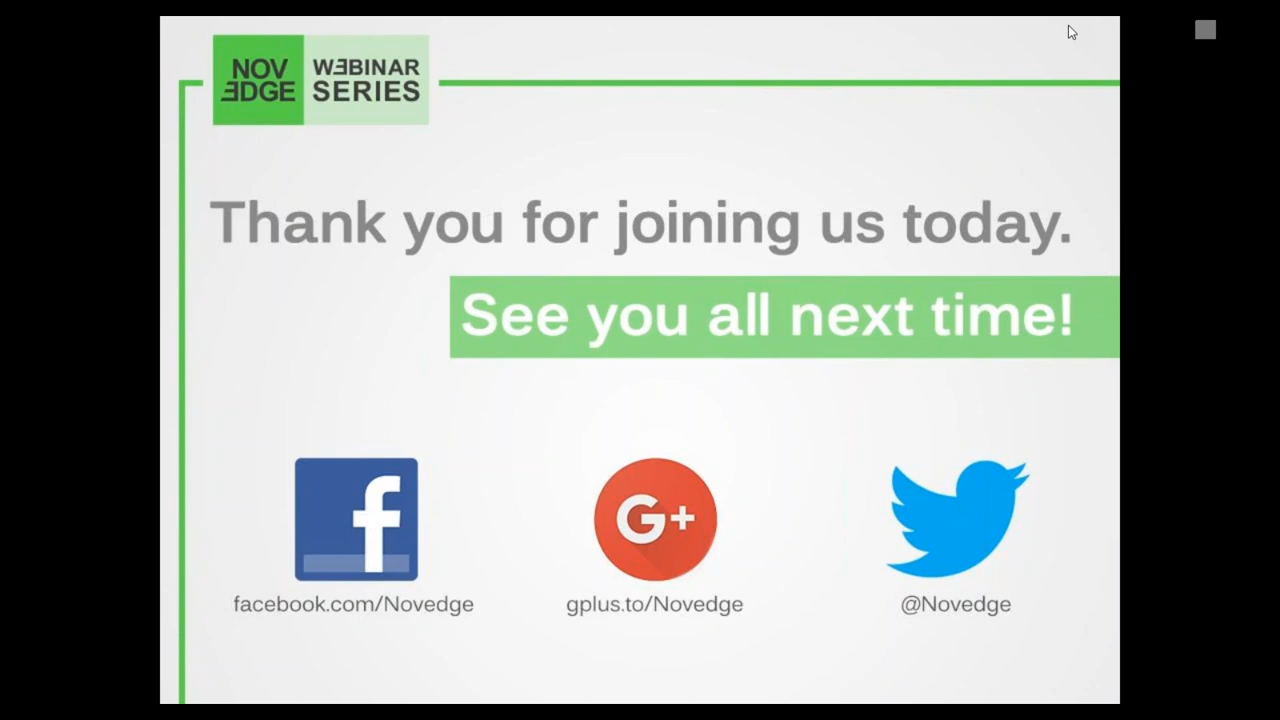 NOV
EDGE
WEBINAR
SERIES
Thank you for joining us today.
See you all next time!
f
G+
facebook.com/Novedge
gplus.to/Novedge
@Novedge